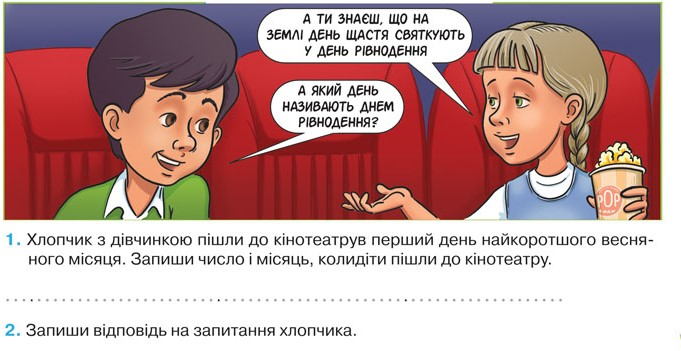 А ТИ ЗНАЄШ, ЩО НА
ЗЕМЛІ ДЕНЬ ЩАСТЯ СВЯТКУЮТЬ
У ДЕНЬ РІВНОДЕННЯ
А ЯКИЙ ДЕНЬ
НАЗИВАЮТЬ ДНЕМ
РІВНОДЕННЯ?
POP
1. Хлопчик з дівчинкою пішли до кінотеатрув перший день найкоротшого весня-
ного місяця. Запиши число і місяць, колидіти пішли до кінотеатру.
2. Запиши відповідь на запитання хлопчика.